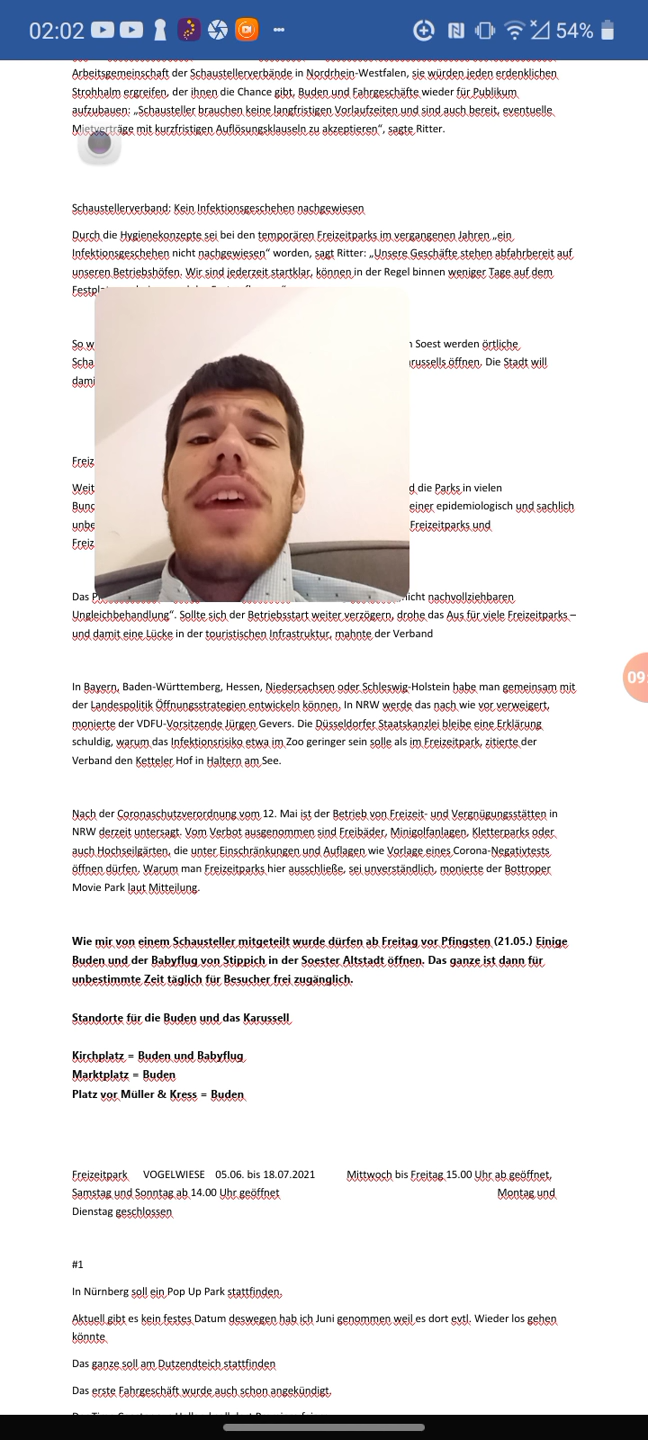 02:02
54%
Arbeitsgemeinschaft der Schaustellerverbände in Nordrhein-Westfalen, sie würden jeden erdenklichen
Strohhalm ergreifen, der ihnen die Chance gibt, Buden und Fahrgeschäfte wieder für Publikum
aufzubauen: „Schausteller brauchen keine langfristigen Vorlaufzeiten und sind auch bereit, eventuelle
Mietverträge mit kurzfristigen Auflösungsklauseln zu akzeptieren“, sagte Ritter.
Schaustellerverband: Kein Infektionsgeschehen nachgewiesen
Durch die Hygienekonzepte sei bei den temporären Freizeitparks im vergangenen Jahren „ein
Infektionsgeschehen nicht nachgewiesen“ worden, sagt Ritter: „Unsere Geschäfte stehen abfahrbereit auf
unseren Betriebshöfen. Wir sind jederzeit startklar, können in der Regel binnen weniger Tage auf dem
So
Soest werden örtliche
öffnen. Die Stadt will
die Parks in vielen
einer epidemiologisch und sachlich
Freizeitparks und
Das
nicht nachvollziehbaren
Ungleichbehandlung“. Sollte sich der Betriebsstart weiter verzögern, drohe das Aus für viele Freizeitparks –
und damit eine Lücke in der touristischen Infrastruktur, mahnte der Verband
In Bayern, Baden-Württemberg, Hessen, Niedersachsen oder Schleswig-Holstein habe man gemeinsam mit
der Landespolitik Öffnungsstrategien entwickeln können. In NRW werde das nach wie vor verweigert,
monierte der VDFU-Vorsitzende Jürgen Gevers. Die Düsseldorfer Staatskanzlei bleibe eine Erklärung
schuldig, warum das Infektionsrisiko etwa im Zoo geringer sein solle als im Freizeitpark, zitierte der
Verband den Ketteler Hof in Haltern am See.
Nach der Coronaschutzverordnung vom 12. Mai ist der Betrieb von Freizeit- und Vergnügungsstätten in
NRW derzeit untersagt. Vom Verbot ausgenommen sind Freibäder, Minigolfanlagen, Kletterparks oder
auch Hochseilgärten, die unter Einschränkungen und Auflagen wie Vorlage eines Corona-Negativtests
öffnen dürfen. Warum man Freizeitparks hier ausschließe, sei unverständlich, monierte der Bottroper
Movie Park laut Mitteilung.
Wie mir von einem Schausteller mitgeteilt wurde dürfen ab Freitag vor Pfingsten (21.05.) Einige
Buden und der Babyflug von Stippich in der Soester Altstadt öffnen. Das ganze ist dann für
unbestimmte Zeit täglich für Besucher frei zugänglich.
Standorte für die Buden und das Karussell
Kirchplatz = Buden und Babyflug
Marktplatz = Buden
Platz vor Müller & Kress = Buden
Freizeitpark VOGELWIESE 05.06. bis 18.07.2021 Mittwoch bis Freitag 15.00 Uhr ab geöffnet,
Samstag und Sonntag ab 14.00 Uhr geöffnet Montag und
Dienstag geschlossen
#1
In Nürnberg soll ein Pop Up Park stattfinden.
Aktuell gibt es kein festes Datum deswegen hab ich Juni genommen weil es dort evtl. Wieder los gehen
könnte
Das ganze soll am Dutzendteich stattfinden
Das erste Fahrgeschäft wurde auch schon angekündigt.